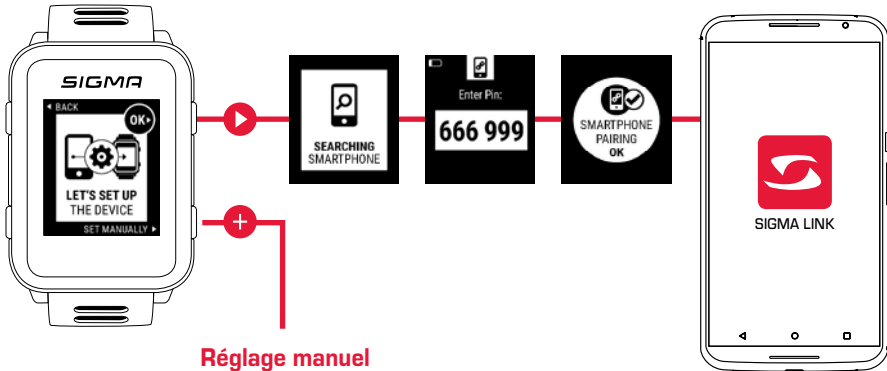 SIGMA
BACK
OK
LET'S SET UP
THE DEVICE
SET MANUALLY
SEARCHING
SMARTPHONE
Enter Pin:
666 999
SMARTPHONE
PAIRING
OK
SIGMA LINK
Réglage manuel